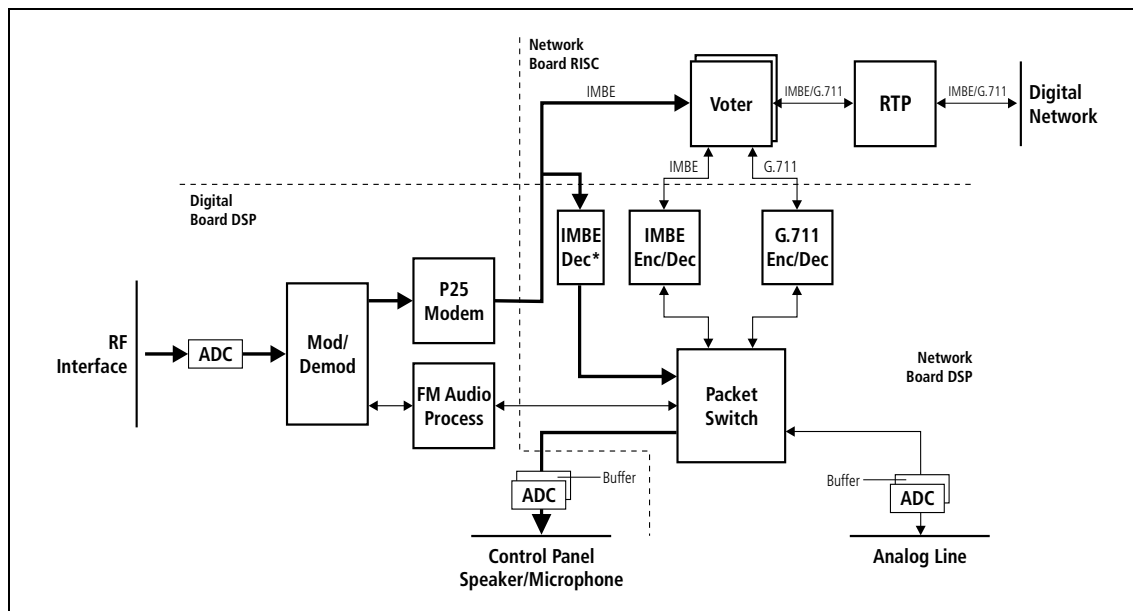 Network
Board RISC
IMBE
Voter
IMBE/G.711
RTP
IMBE/G.711
Digital
Network
IMBE
G.711
Digital
Board DSP
IMBE
Dec*
IMBE
Enc/Dec
G.711
Enc/Dec
P25
Modem
RF
Interface
ADC
Mod/
Demod
FM Audio
Process
Packet
Switch
Network
Board DSP
Buffer
ADC
Buffer
ADC
Control Panel
Speaker/Microphone
Analog Line